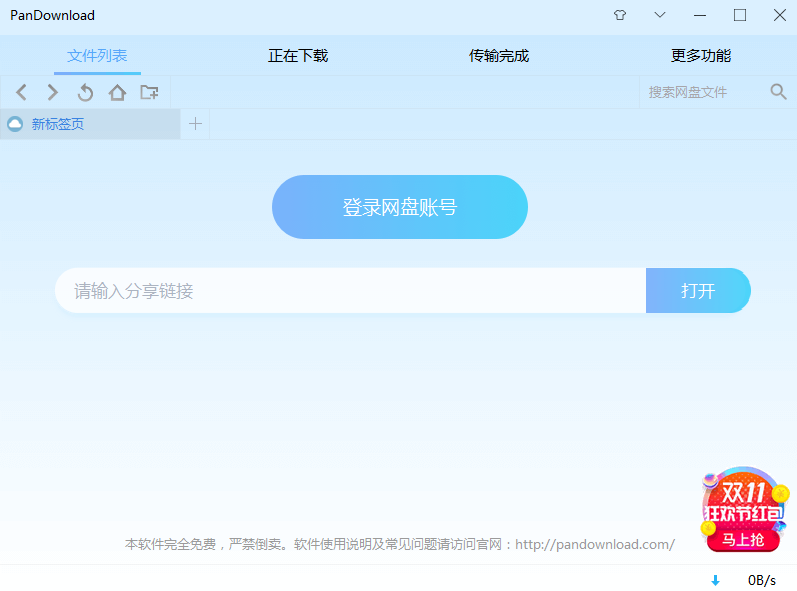 PanDownload
文件列表 正在下载 传输完成 更多功能
搜索网盘文件
新标签页
登录网盘账号
请输入分享链接 打开
双11
狂欢节红包
马上抢
本软件完全免费，严禁倒卖。软件使用说明及常见问题请访问官网：http://pandownload.com/
0B/s